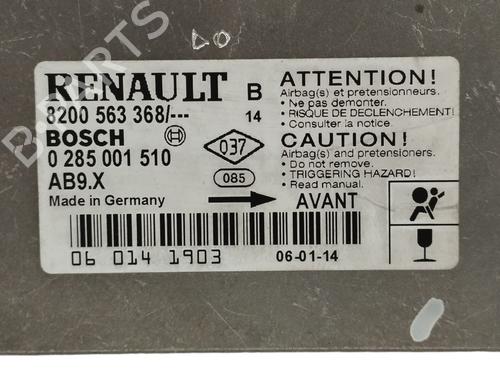 RENAULT B
8200 563 368/---
14
BOSCH
0 285 001 510
037
AB9.X
085
Made in Germany
AVANT
ATTENTION!
Airbag(s) et pretensionneurs.
• Ne pas demonter.
• RISQUE DE DECLENCHEMENT!
• Consulter la notice.
CAUTION!
Airbag(s) and pretensioners.
• Do not remove.
• TRIGGERING HAZARD!
• Read manual.
06 014 1903
06-01-14